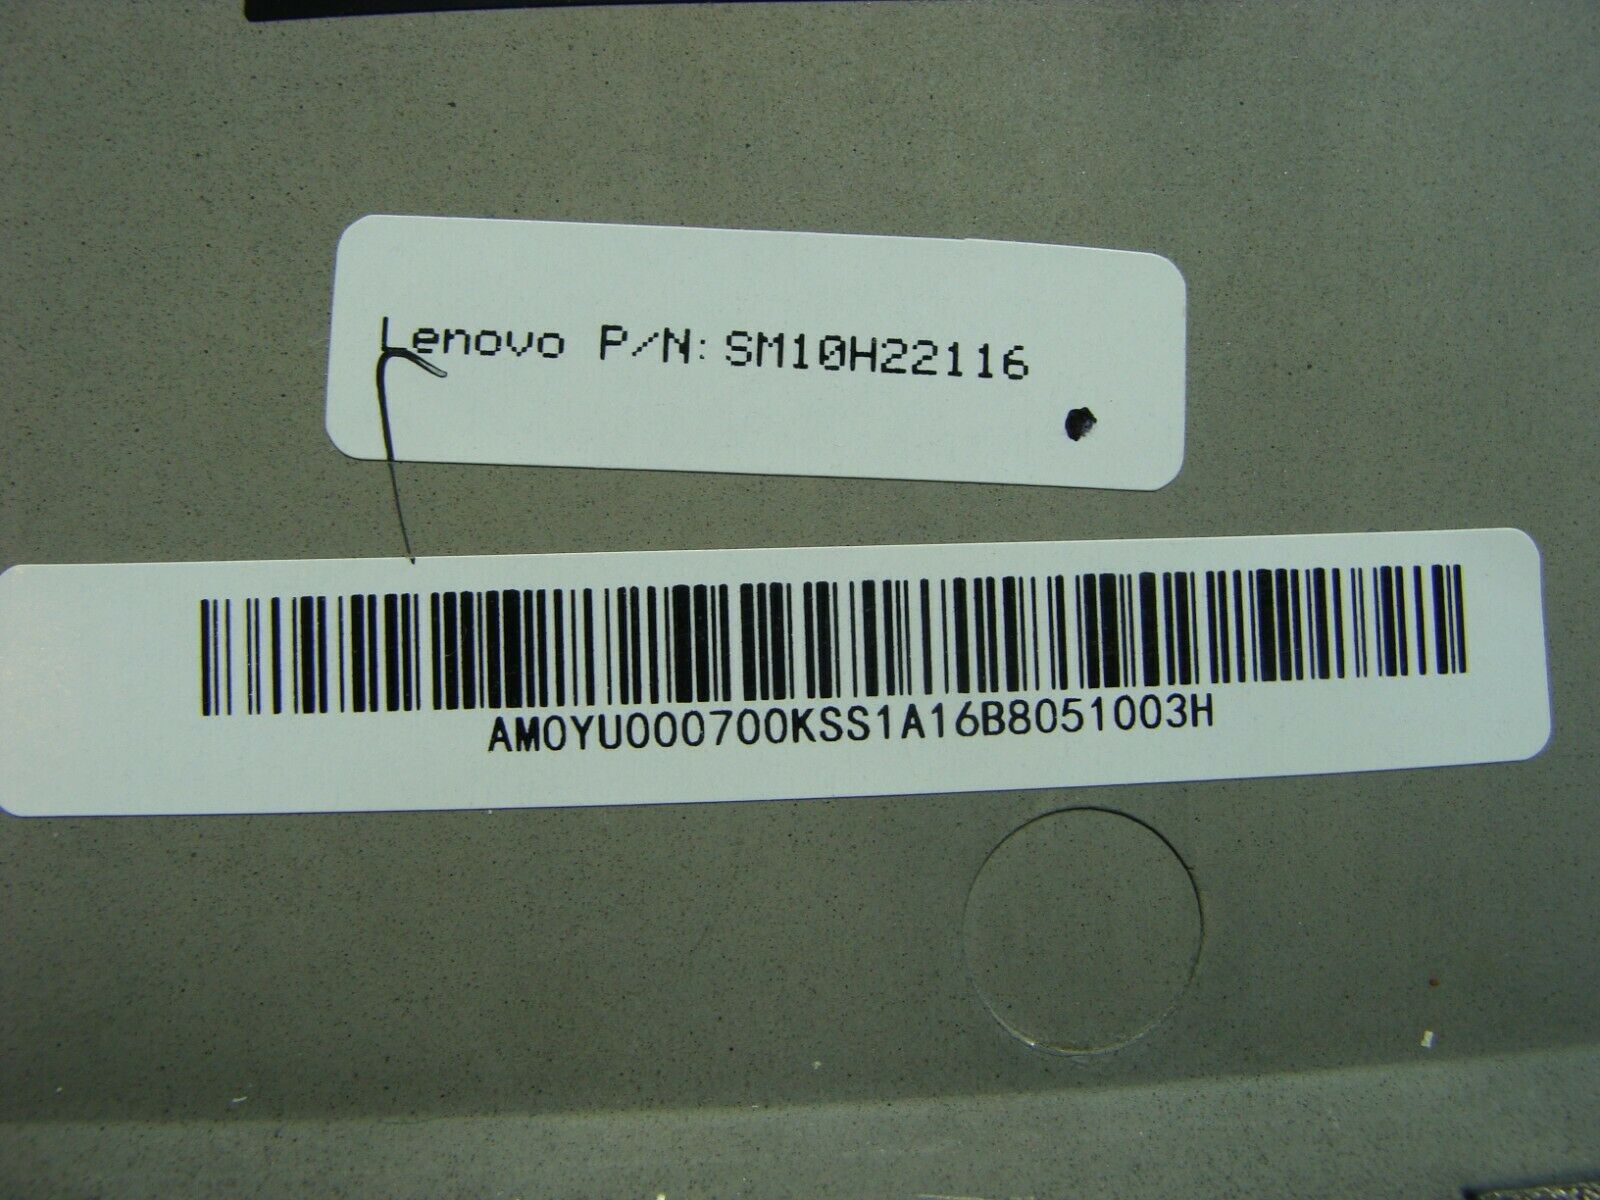 Lenovo P/N: SM10H22116
AM0YU000700KSS1A16B8051003H